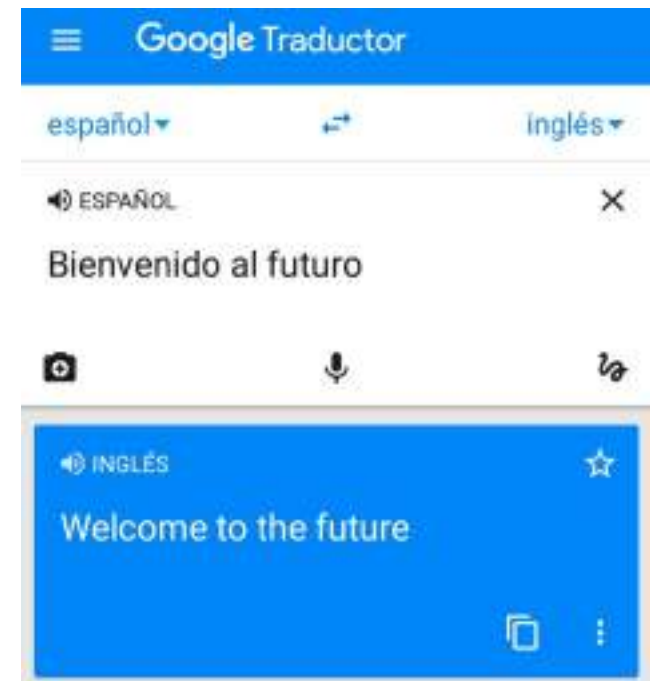 Google Traductor
español
inglés
ESPAÑOL
Bienvenido al futuro
INGLÉS
Welcome to the future